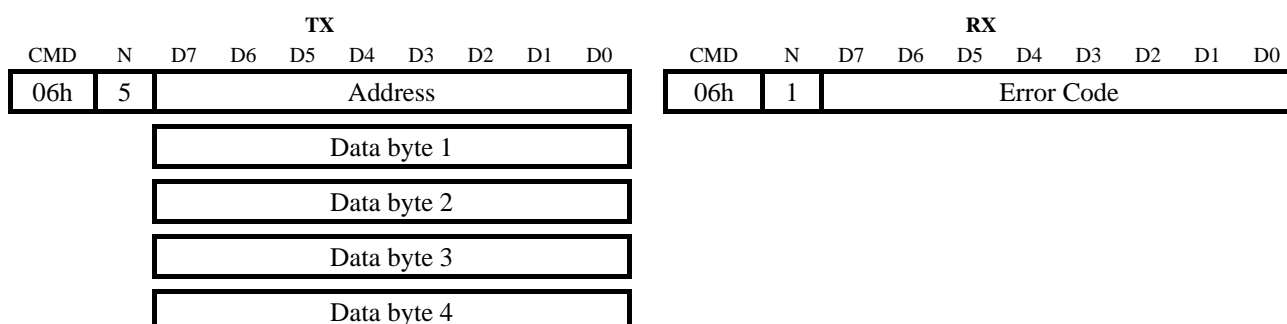 TX RX
CMD N D7 D6 D5 D4 D3 D2 D1 D0 CMD N D7 D6 D5 D4 D3 D2 D1 D0
06h 5 Address 06h 1 Error Code
Data byte 1
Data byte 2
Data byte 3
Data byte 4